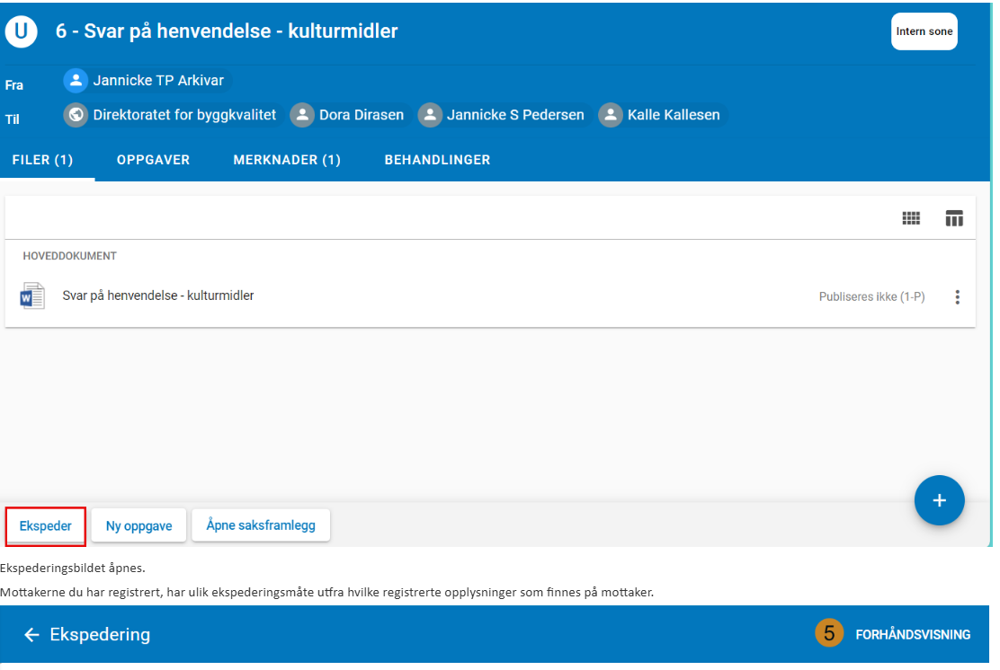 U 6 - Svar på henvendelse - kulturmidler Intern sone
Fra Jannicke TP Arkivar
Til Direktoratet for byggkvalitet Dora Dirasen Jannicke S Pedersen Kalle Kallesen
FILER (1) OPPGAVER MERKNADER (1) BEHANDLINGER
HOVEDDOKUMENT
W Svar på henvendelse - kulturmidler Publiseres ikke (1-P)
+
Ekspeder Ny oppgave Åpne saksframlegg
Ekspederingsbildet åpnes.
Mottakerne du har registrert, har ulik ekspederingsmåte utfra hvilke registrerte opplysninger som finnes på mottaker.
← Ekspedering 5 FORHÅNDSVISNING